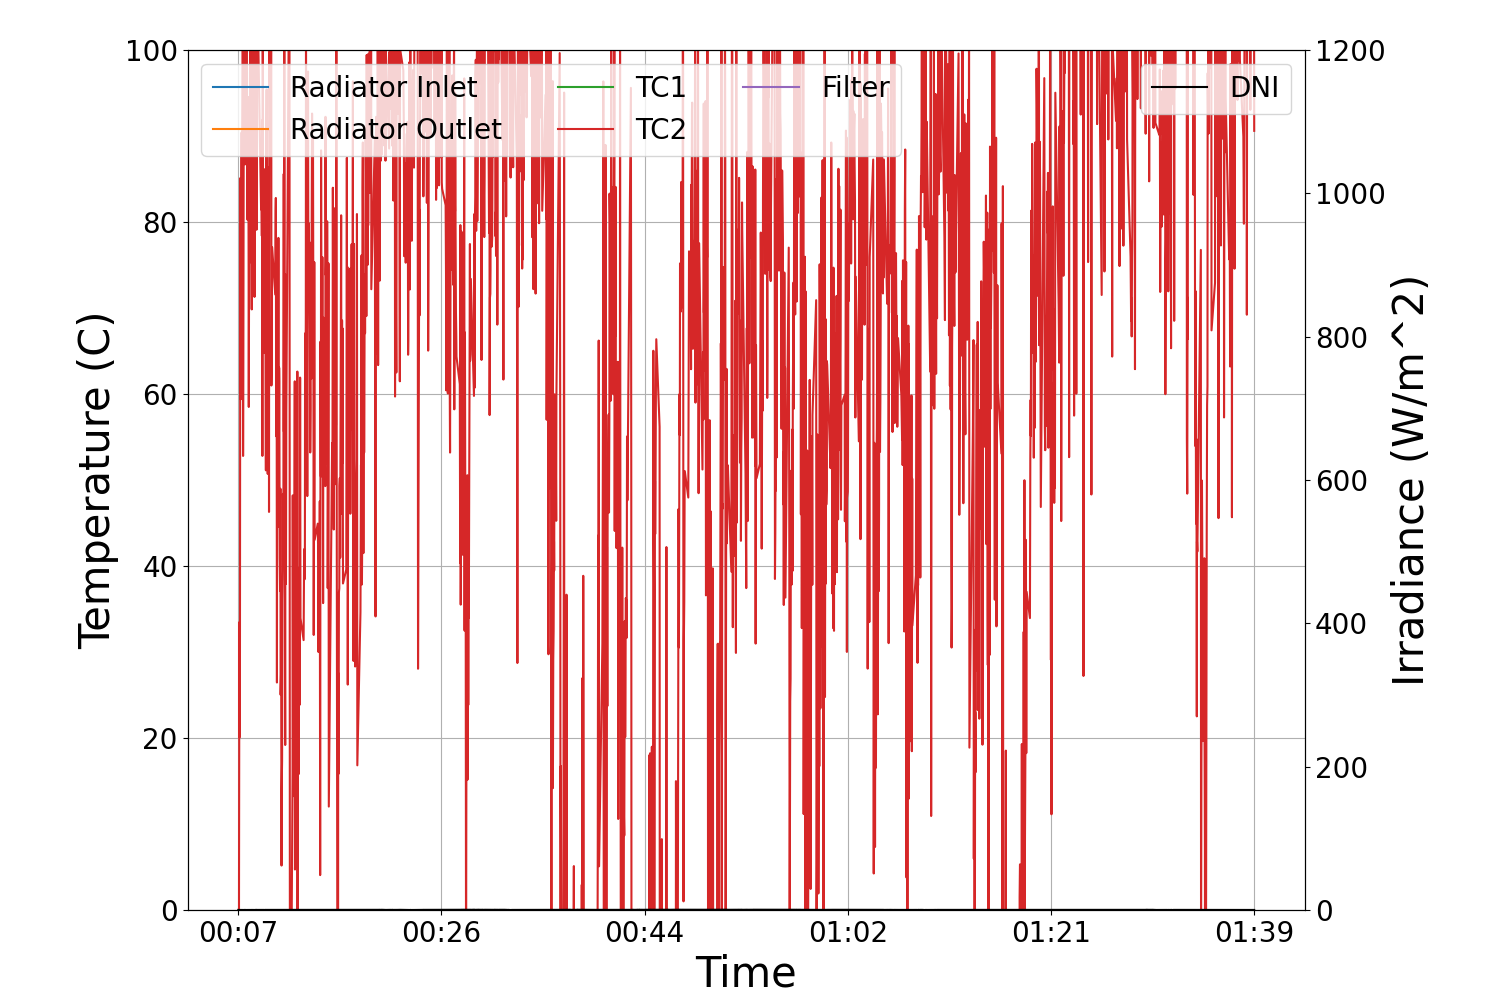 Radiator Inlet
Radiator Outlet
TC1
TC2
Filter
DNI
100
80
60
40
20
0
Temperature (C)
1200
1000
800
600
400
200
0
Irradiance (W/m^2)
00:07 00:26 00:44 01:02 01:21 01:39
Time